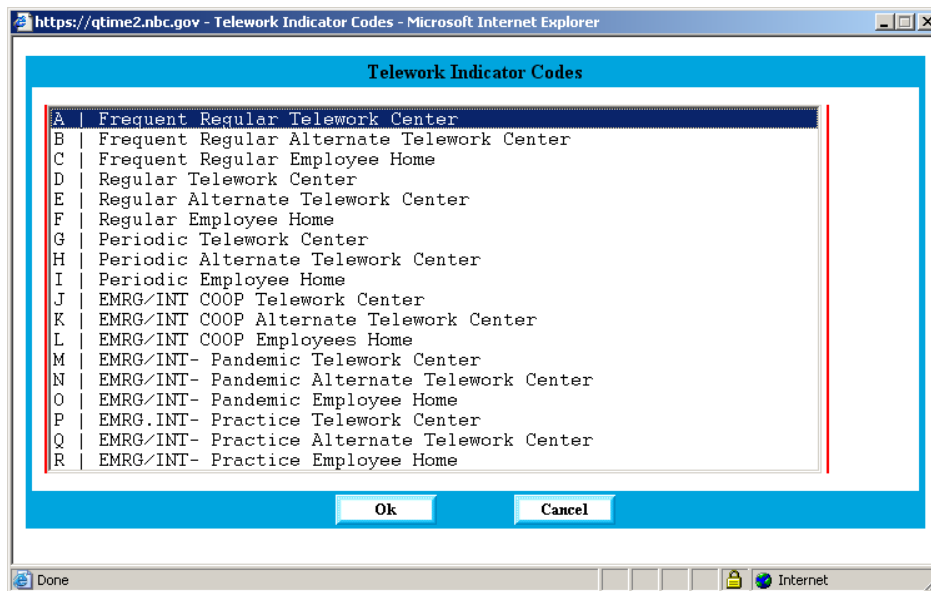 https://qtime2.nbc.gov - Telework Indicator Codes - Microsoft Internet Explorer
Telework Indicator Codes
A | Frequent Regular Telework Center
B | Frequent Regular Alternate Telework Center
C | Frequent Regular Employee Home
D | Regular Telework Center
E | Regular Alternate Telework Center
F | Regular Employee Home
G | Periodic Telework Center
H | Periodic Alternate Telework Center
I | Periodic Employee Home
J | EMRG/INT COOP Telework Center
K | EMRG/INT COOP Alternate Telework Center
L | EMRG/INT COOP Employees Home
M | EMRG/INT- Pandemic Telework Center
N | EMRG/INT- Pandemic Alternate Telework Center
O | EMRG/INT- Pandemic Employee Home
P | EMRG.INT- Practice Telework Center
Q | EMRG/INT- Practice Alternate Telework Center
R | EMRG/INT- Practice Employee Home
Ok Cancel
Done Internet